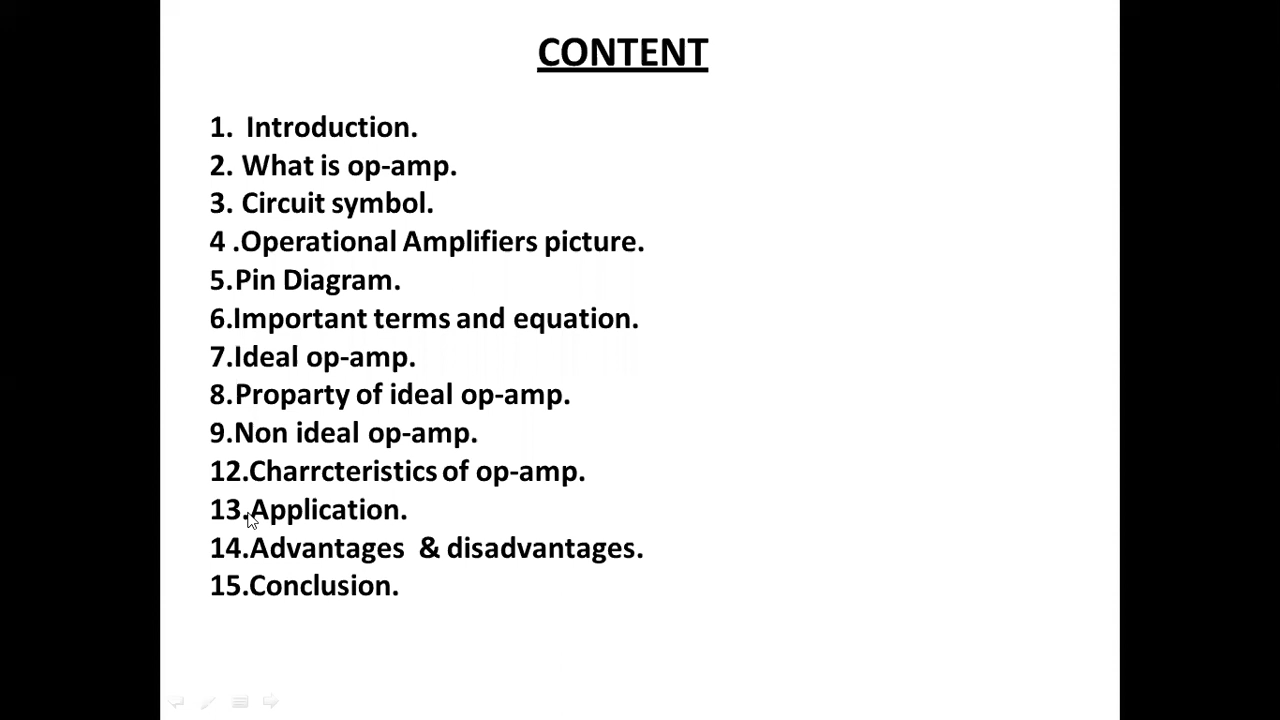 CONTENT
1. Introduction.
2. What is op-amp.
3. Circuit symbol.
4 .Operational Amplifiers picture.
5.Pin Diagram.
6.Important terms and equation.
7.Ideal op-amp.
8.Proparty of ideal op-amp.
9.Non ideal op-amp.
12.Charrcteristics of op-amp.
13.Application.
14.Advantages & disadvantages.
15.Conclusion.